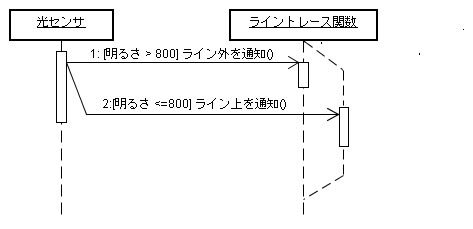 光センサ
ライントレース関数
1: [明るさ > 800] ライン外を通知()
2:[明るさ <=800] ライン上を通知()